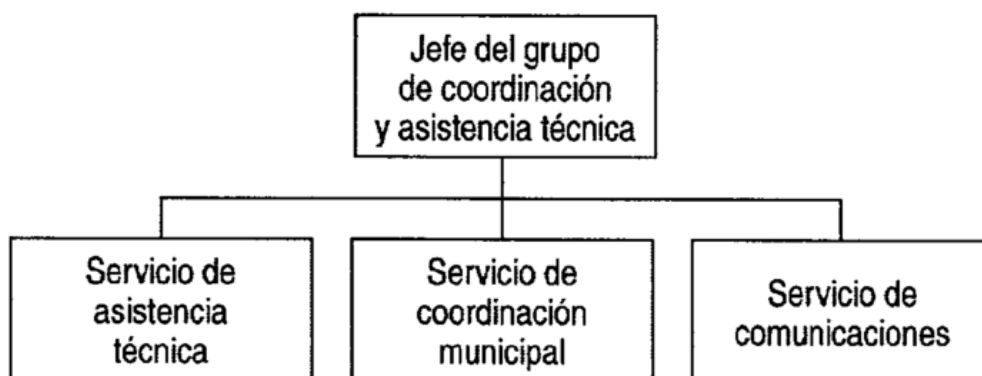 Jefe del grupo
de coordinación
y asistencia técnica
Servicio de
asistencia
técnica
Servicio de
coordinación
municipal
Servicio de
comunicaciones